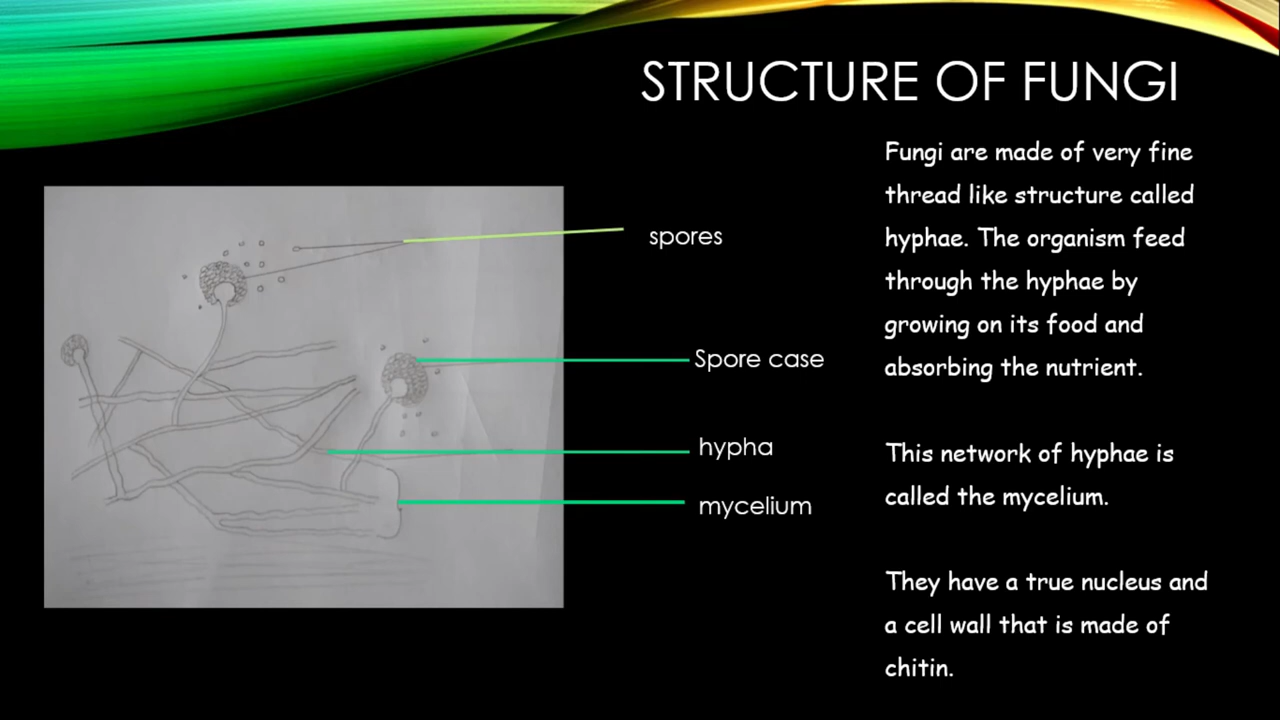 STRUCTURE OF FUNGI
spores
Spore case
hypha
mycelium
Fungi are made of very fine
thread like structure called
hyphae. The organism feed
through the hyphae by
growing on its food and
absorbing the nutrient.
This network of hyphae is
called the mycelium.
They have a true nucleus and
a cell wall that is made of
chitin.